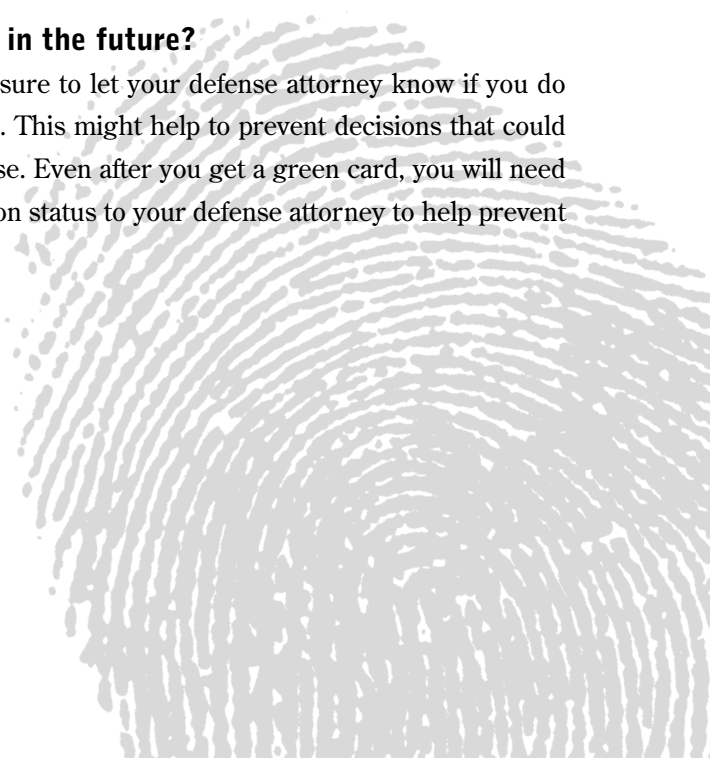 in the future?
sure to let your defense attorney know if you do
. This might help to prevent decisions that could
se. Even after you get a green card, you will need
on status to your defense attorney to help prevent